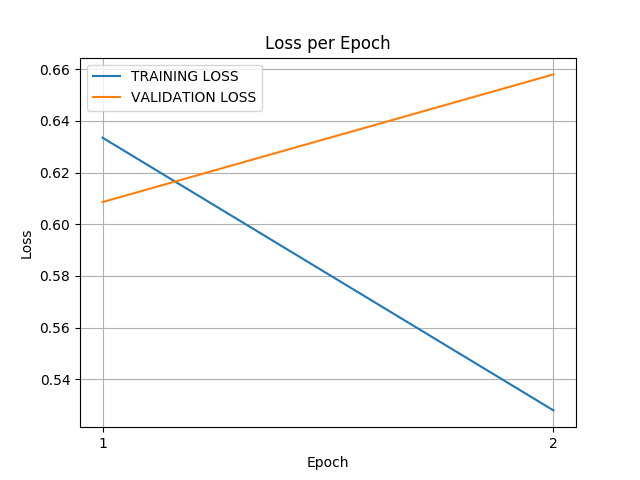 Loss per Epoch
TRAINING LOSS
VALIDATION LOSS
0.66
0.64
0.62
0.60
0.58
0.56
0.54
Loss
1
2
Epoch